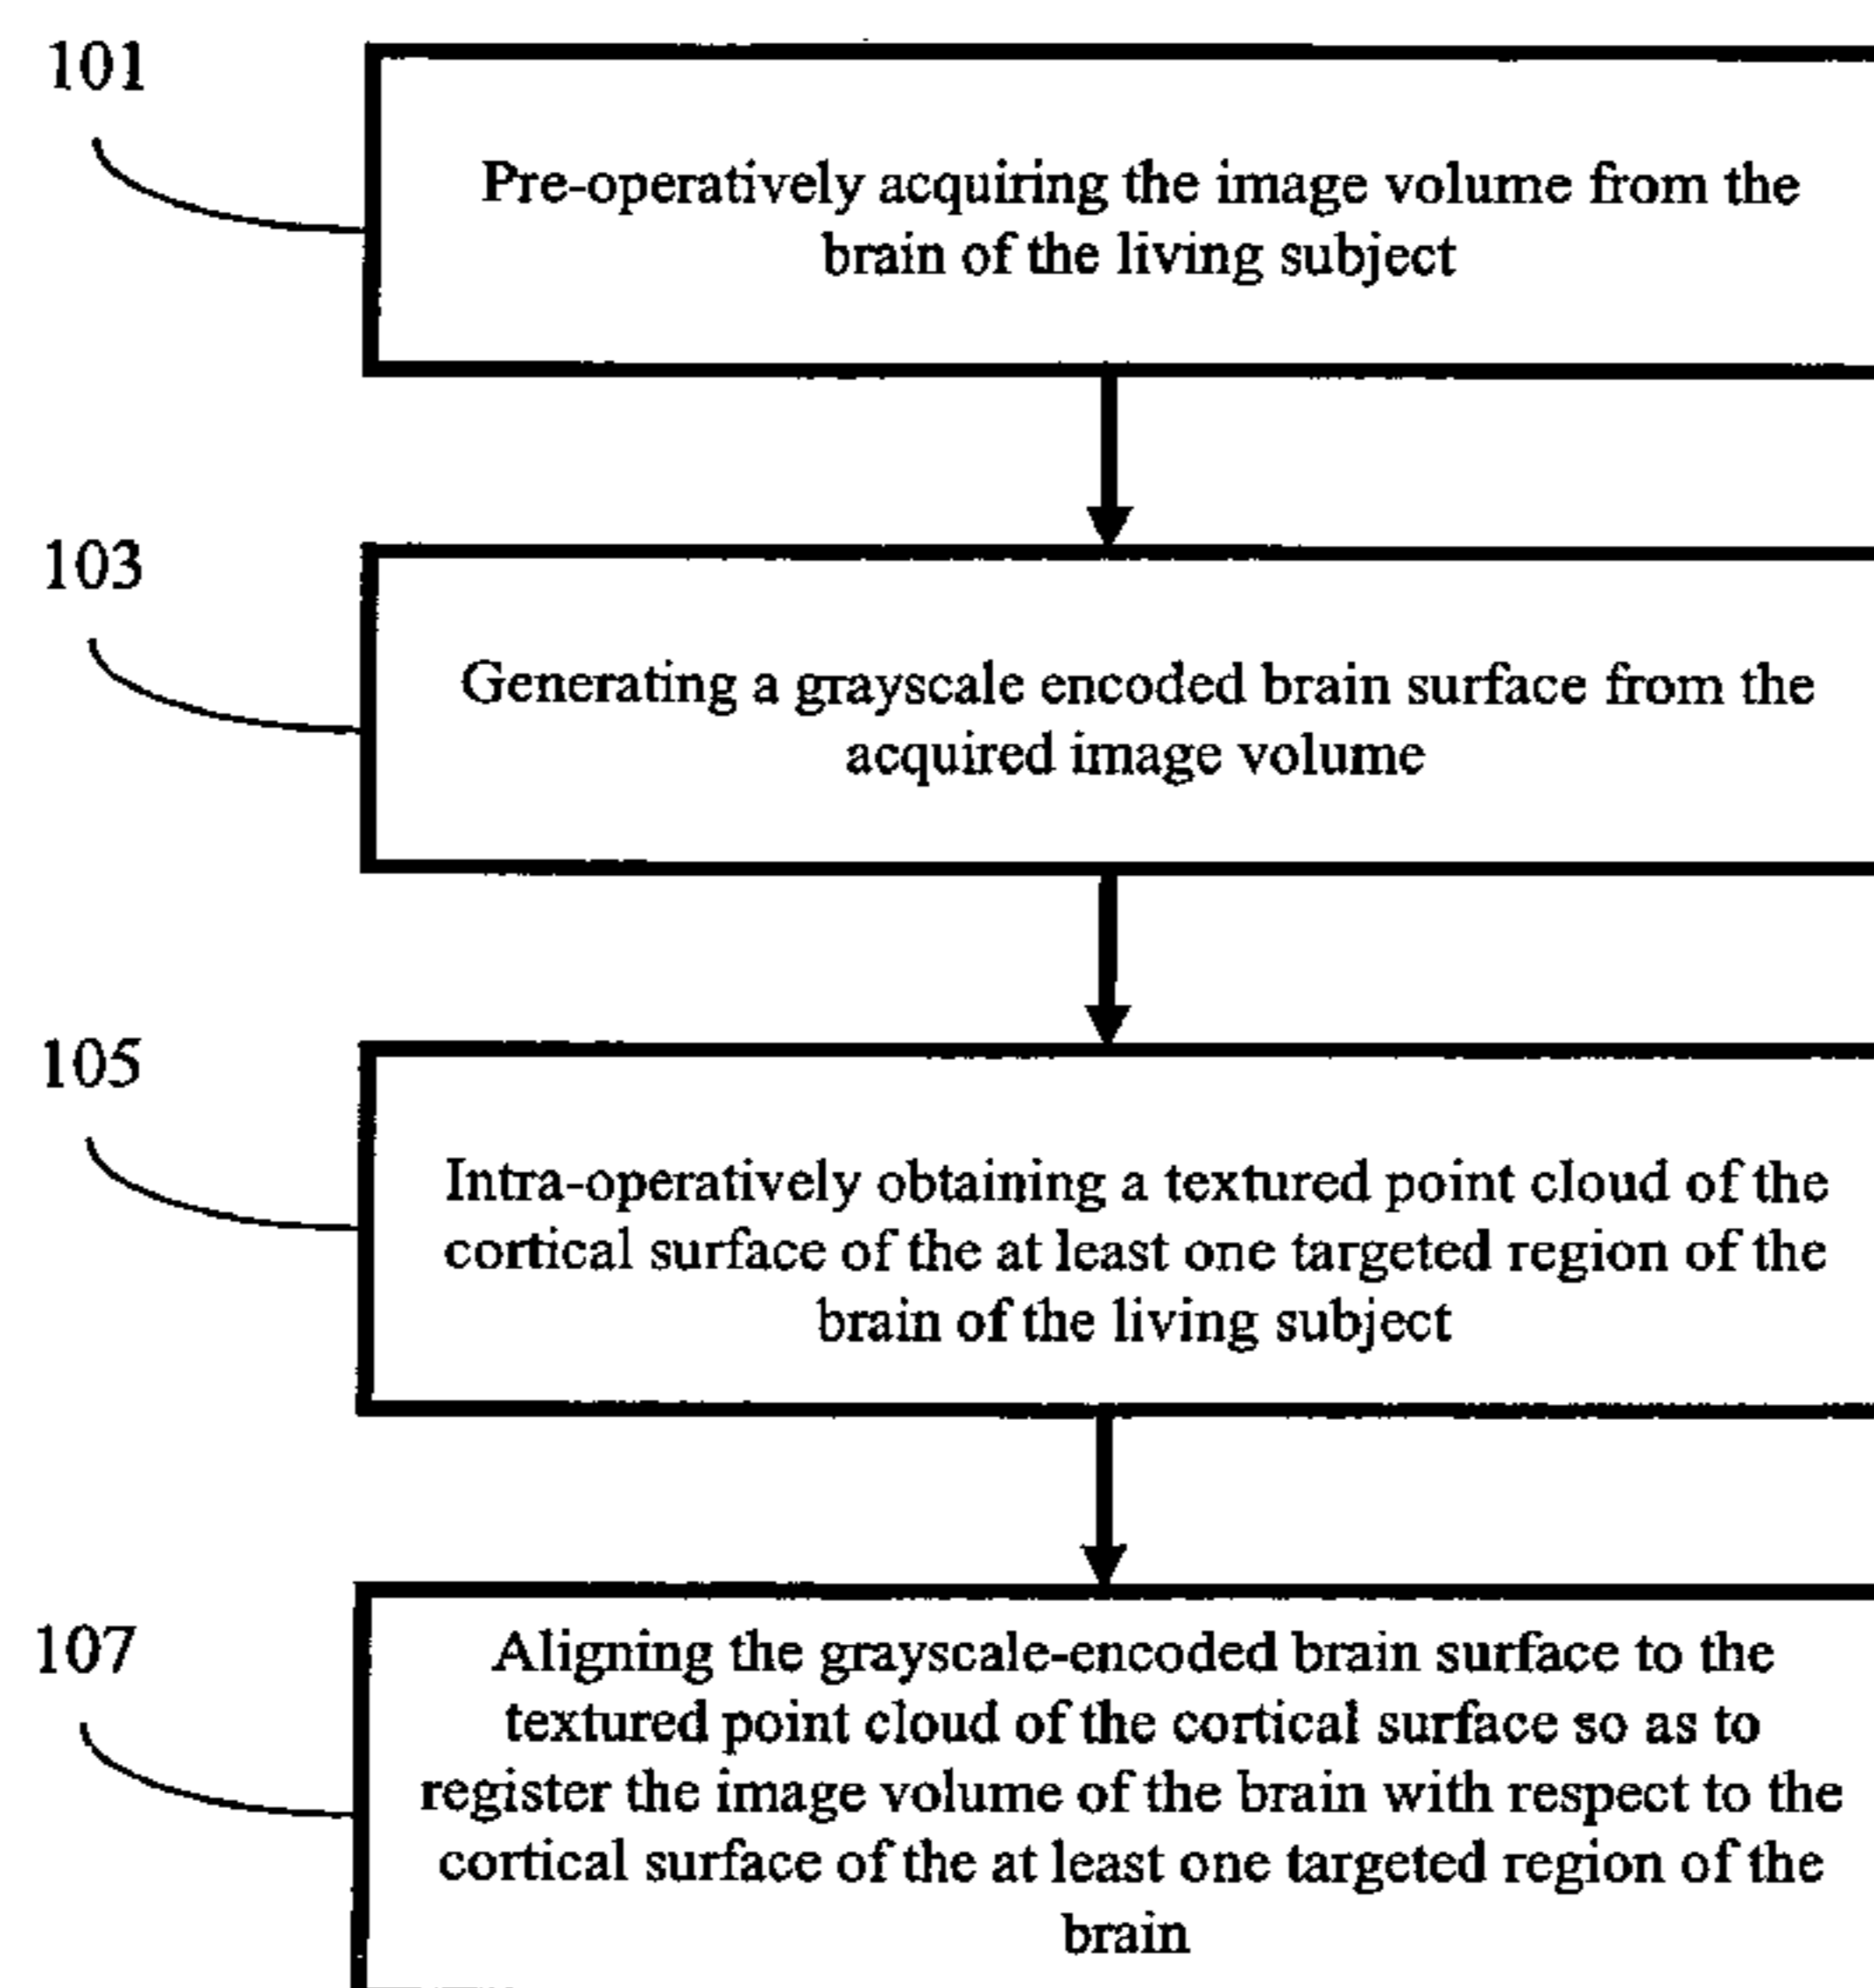 101
Pre-operatively acquiring the image volume from the
brain of the living subject
103
Generating a grayscale encoded brain surface from the
acquired image volume
105
Intra-operatively obtaining a textured point cloud of the
cortical surface of the at least one targeted region of the
brain of the living subject
107
Aligning the grayscale-encoded brain surface to the
textured point cloud of the cortical surface so as to
register the image volume of the brain with respect to the
cortical surface of the at least one targeted region of the
brain